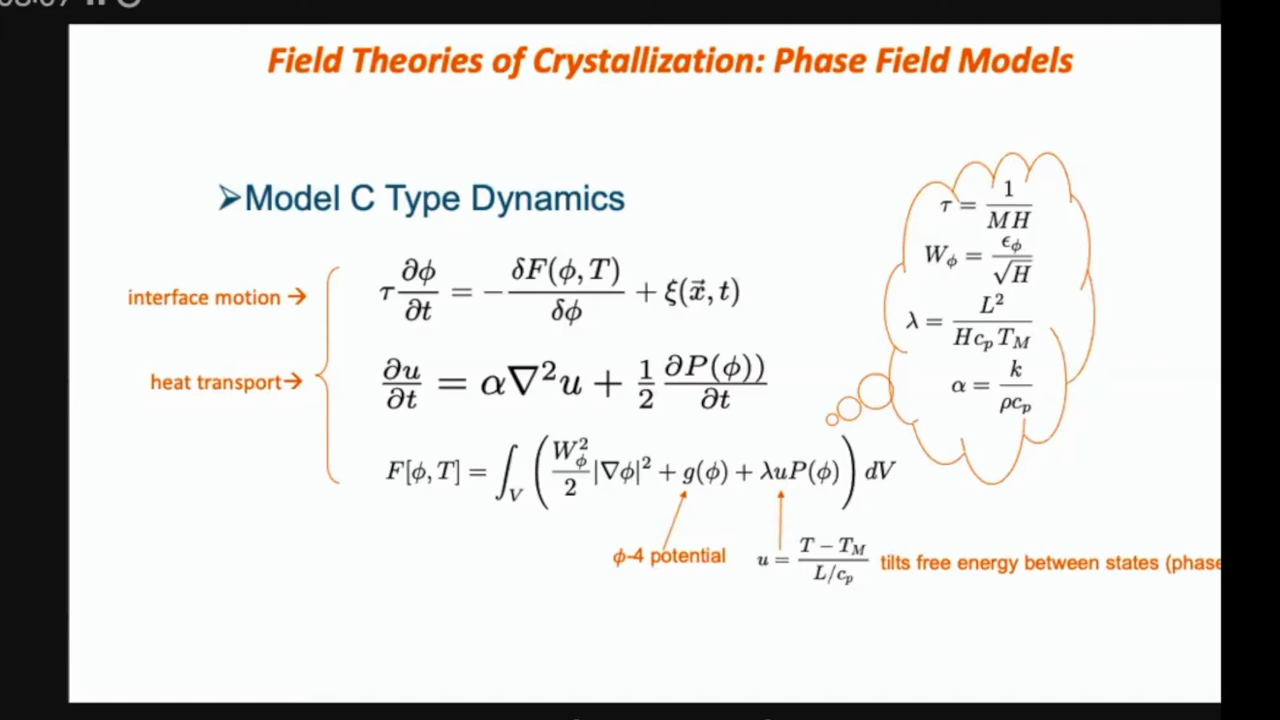 Field Theories of Crystallization: Phase Field Models
➢Model C Type Dynamics
interface motion →
τ ∂φ/∂t = − δF(φ, T)/δφ + ξ(x⃗, t)
heat transport→
∂u/∂t = α∇²u + 1/2 ∂P(φ))/∂t
F[φ, T] = ∫_V ( W_φ²/2 |∇φ|² + g(φ) + λuP(φ) ) dV
ϕ-4 potential
u = T − T_M / L/c_p
tilts free energy between states (phase
τ = 1/MH
W_φ = ϵ_φ/√H
λ = L²/Hc_pT_M
α = k/ρc_p